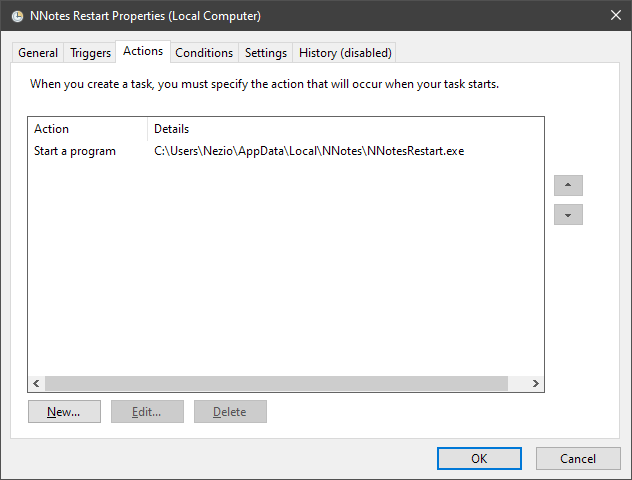 NNotes Restart Properties (Local Computer)
General Triggers Actions Conditions Settings History (disabled)
When you create a task, you must specify the action that will occur when your task starts.
Action Details
Start a program C:\Users\Nezio\AppData\Local\NNotes\NNotesRestart.exe
New... Edit... Delete
OK Cancel